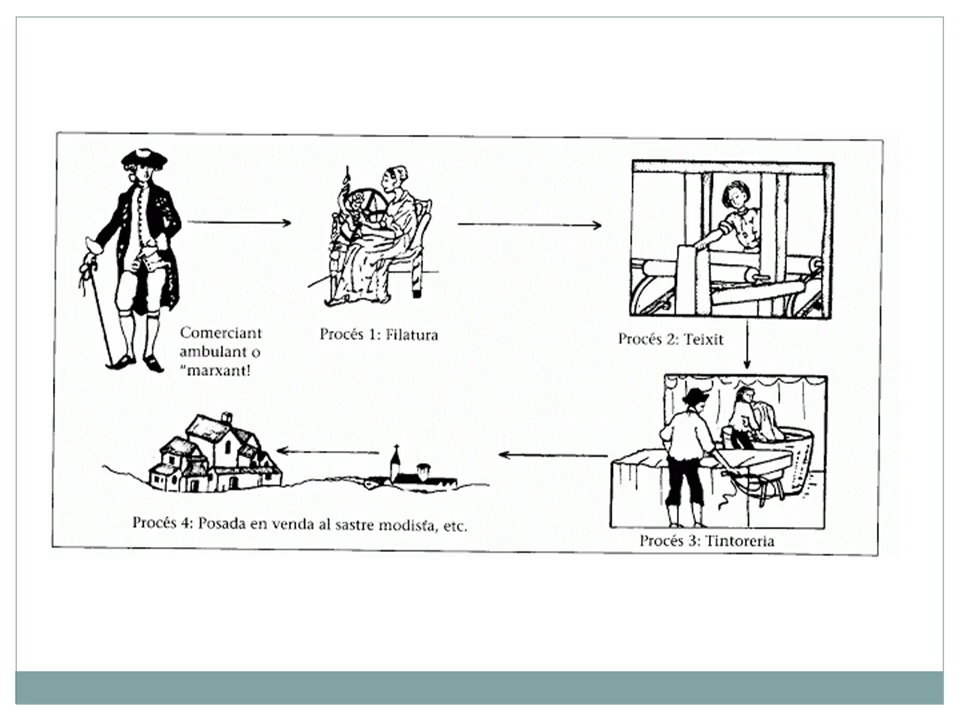 Comerciant
ambulant o
“marxant!
Procés 1: Filatura
Procés 2: Teixit
Procés 3: Tintoreria
Procés 4: Posada en venda al sastre modista, etc.